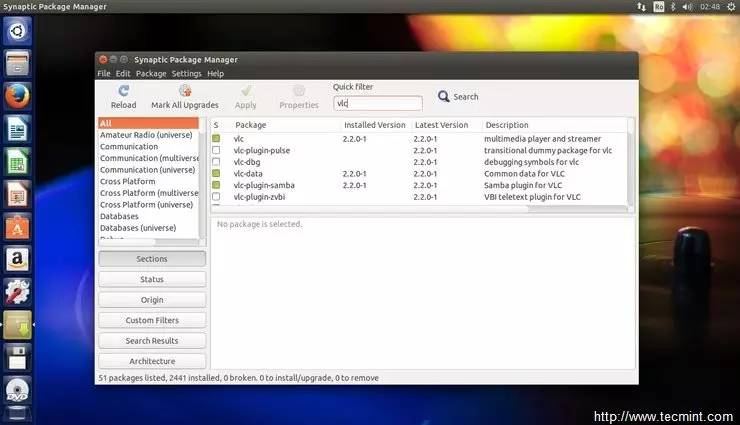 Synaptic Package Manager
Ro
02:48
Synaptic Package Manager
File Edit Package Settings Help
Reload
Mark All Upgrades
Apply
Properties
Quick filter
vlc
Search
All
Amateur Radio (universe)
Communication
Communication (multiverse
Communication (universe)
Cross Platform
Cross Platform (multivers
Cross Platform (universe)
Databases
Databases (universe)
S Package Installed Version Latest Version Description
vlc 2.2.0-1 2.2.0-1 multimedia player and streamer
vlc-plugin-pulse 2.2.0-1 transitional dummy package for vlc
vlc-dbg 2.2.0-1 debugging symbols for vlc
vlc-data 2.2.0-1 2.2.0-1 Common data for VLC
vlc-plugin-samba 2.2.0-1 2.2.0-1 Samba plugin for VLC
vlc-plugin-zvbi 2.2.0-1 VBI teletext plugin for VLC
No package is selected.
Sections
Status
Origin
Custom Filters
Search Results
Architecture
51 packages listed, 2441 installed, 0 broken. 0 to install/upgrade, 0 to remove
a
DVD
http://www.tecmint.com